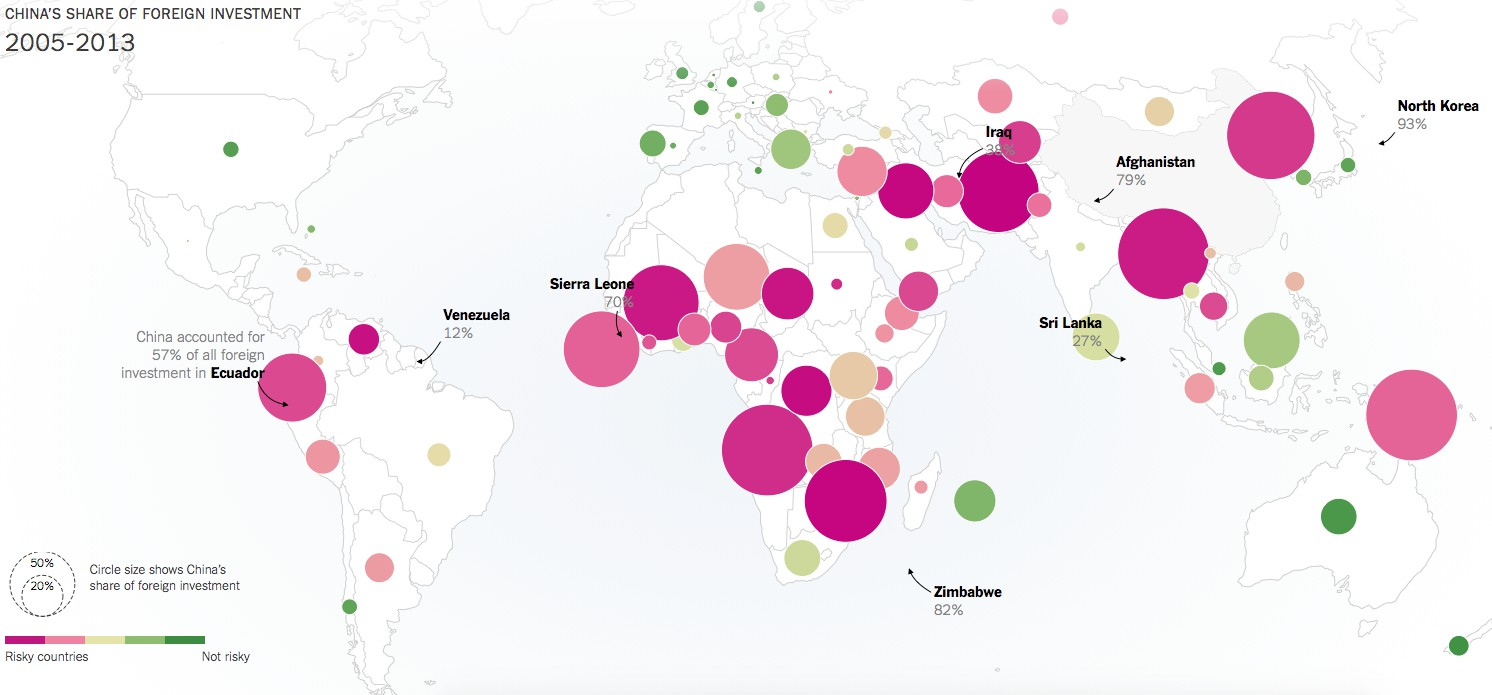 CHINA'S SHARE OF FOREIGN INVESTMENT
2005-2013
North Korea
93%
Iraq
38%
Afghanistan
79%
Sierra Leone
70%
Venezuela
12%
China accounted for
57% of all foreign
investment in Ecuador
Sri Lanka
27%
Zimbabwe
82%
50%
20%
Circle size shows China's
share of foreign investment
Risky countries
Not risky